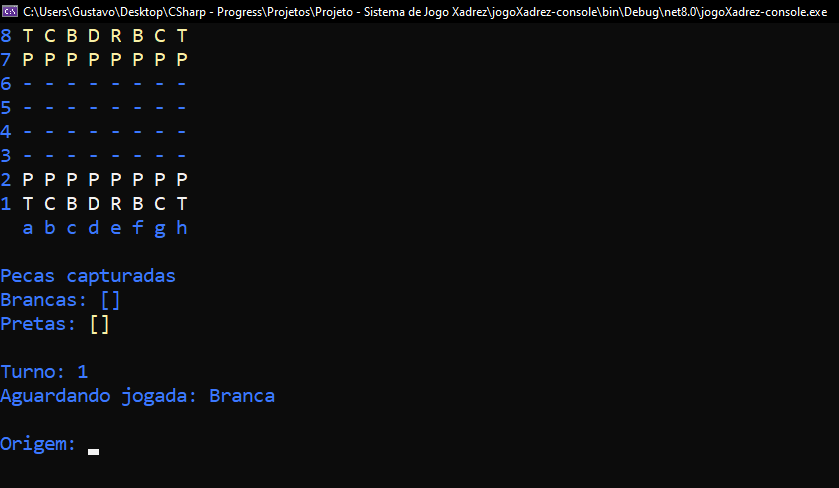 C:\Users\Gustavo\Desktop\CSharp - Progress\Projetos\Projeto - Sistema de Jogo Xadrez\jogoXadrez-console\bin\Debug\net8.0\jogoXadrez-console.exe
8 T C B D R B C T
7 P P P P P P P P
6 - - - - - - - -
5 - - - - - - - -
4 - - - - - - - -
3 - - - - - - - -
2 P P P P P P P P
1 T C B D R B C T
  a b c d e f g h
Pecas capturadas
Brancas: []
Pretas: []
Turno: 1
Aguardando jogada: Branca
Origem: